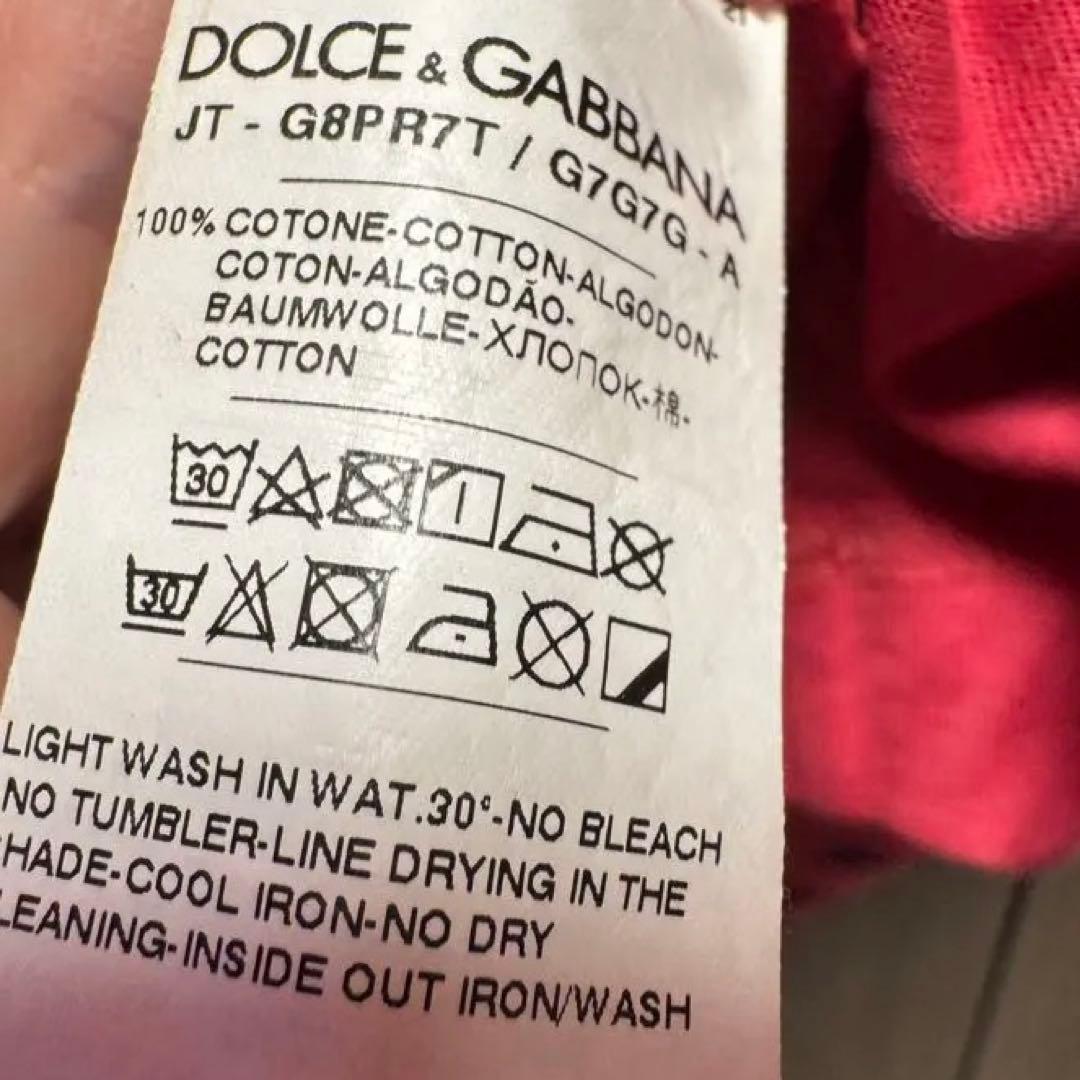 DOLCE & GABBANA
JT - G8PR7T / G7G7G - A
100% COTONE-COTTON-ALGODON-
COTON-ALGODÃO-
BAUMWOLLE-ХЛОПОК-棉-
COTTON
30
30
LIGHT WASH IN WAT.30°-NO BLEACH
NO TUMBLER-LINE DRYING IN THE
HADE-COOL IRON-NO DRY
LEANING-INSIDE OUT IRON/WASH